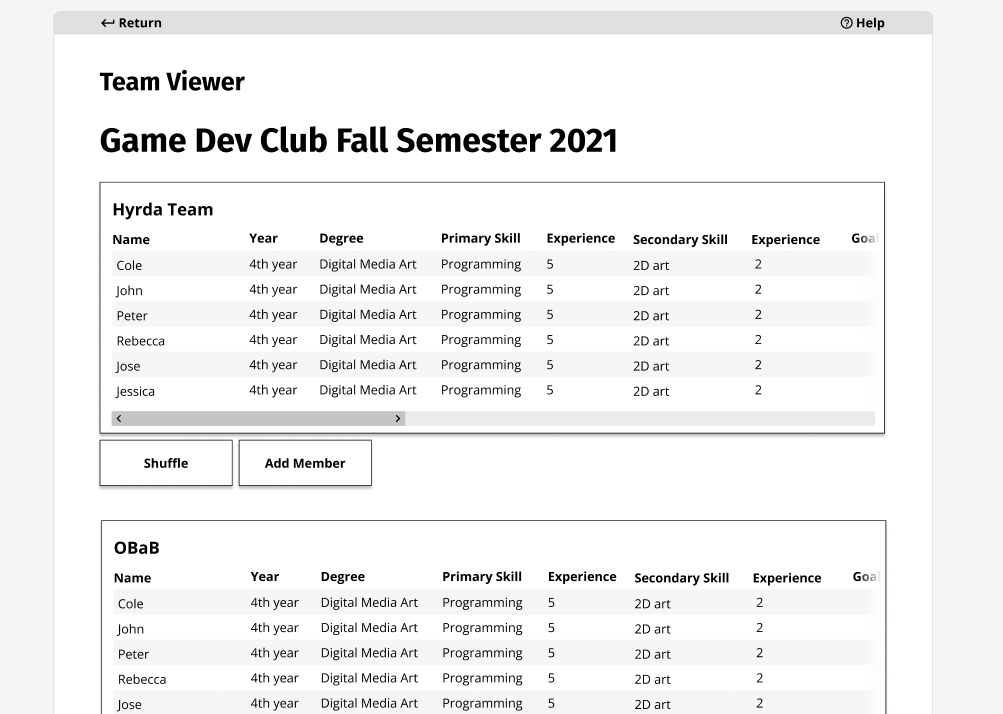 Return Help
Team Viewer
Game Dev Club Fall Semester 2021
Hyrda Team
Name Year Degree Primary Skill Experience Secondary Skill Experience Goal
Cole 4th year Digital Media Art Programming 5 2D art 2
John 4th year Digital Media Art Programming 5 2D art 2
Peter 4th year Digital Media Art Programming 5 2D art 2
Rebecca 4th year Digital Media Art Programming 5 2D art 2
Jose 4th year Digital Media Art Programming 5 2D art 2
Jessica 4th year Digital Media Art Programming 5 2D art 2
Shuffle Add Member
OBaB
Name Year Degree Primary Skill Experience Secondary Skill Experience Goal
Cole 4th year Digital Media Art Programming 5 2D art 2
John 4th year Digital Media Art Programming 5 2D art 2
Peter 4th year Digital Media Art Programming 5 2D art 2
Rebecca 4th year Digital Media Art Programming 5 2D art 2
Jose 4th year Digital Media Art Programming 5 2D art 2